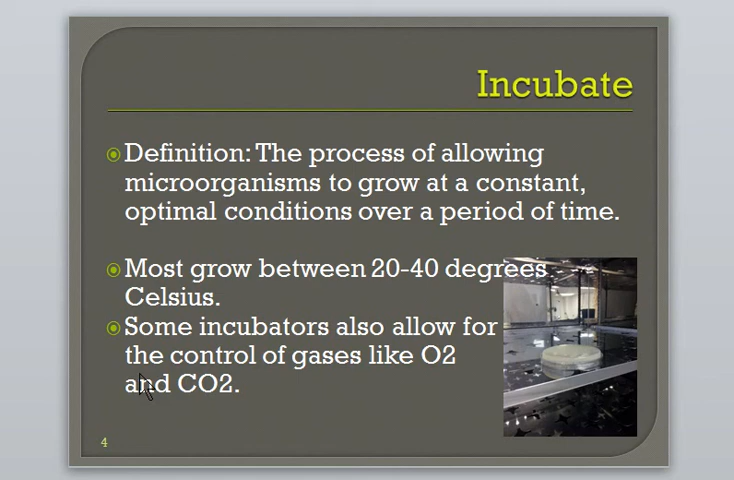 Incubate
Definition: The process of allowing
microorganisms to grow at a constant,
optimal conditions over a period of time.
Most grow between 20-40 degrees
Celsius.
Some incubators also allow for
the control of gases like O2
and CO2.
4